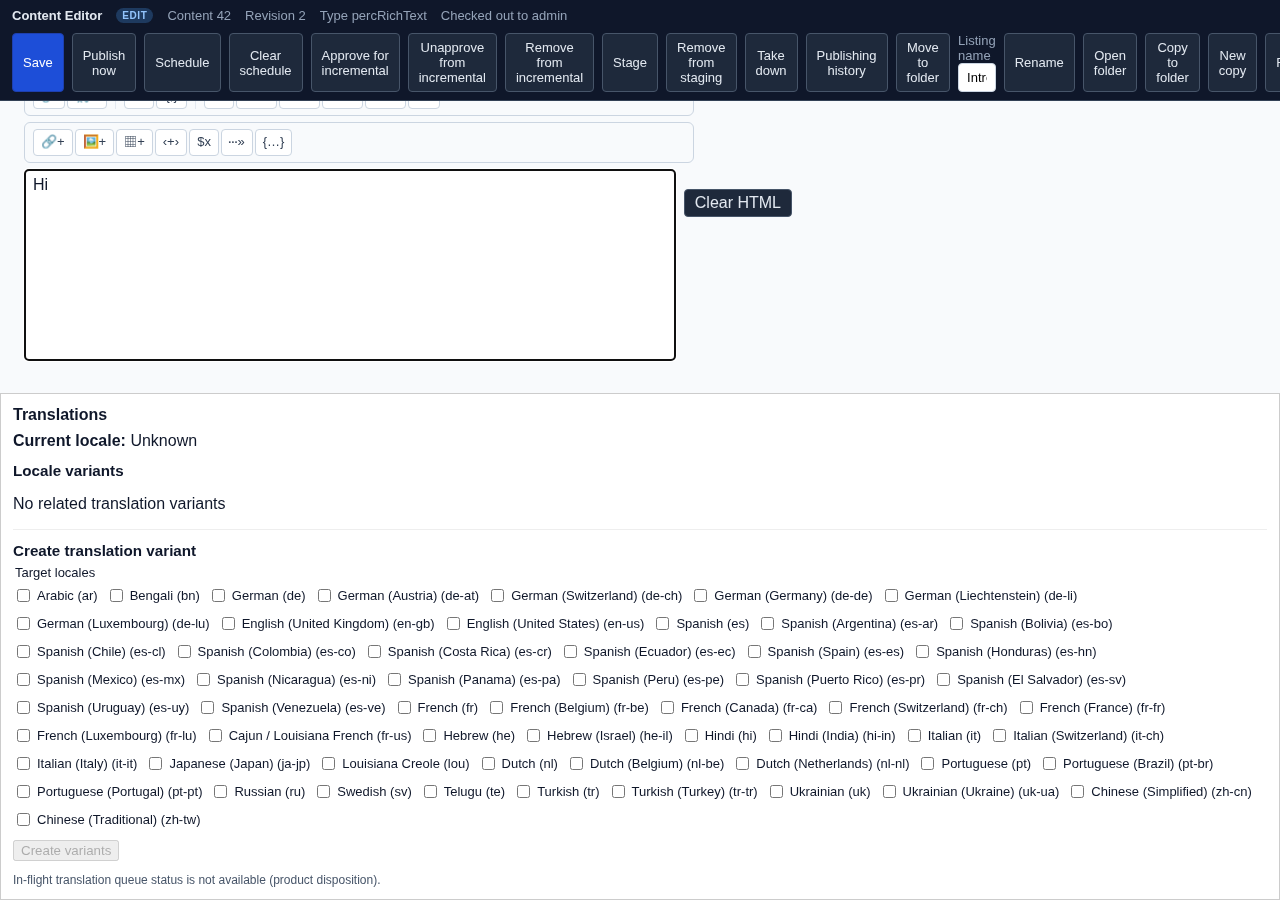 Content Editor EDIT Content 42 Revision 2 Type percRichText Checked out to admin
Save
Publish now
Schedule
Clear schedule
Approve for incremental
Unapprove from incremental
Remove from incremental
Stage
Remove from staging
Take down
Publishing history
Move to folder
Listing name
Intr
Rename
Open folder
Copy to folder
New copy
+ + + ‹+› $x ···» {…}
Hi
Clear HTML
Translations
Current locale: Unknown
Locale variants
No related translation variants
Create translation variant
Target locales
Arabic (ar) Bengali (bn) German (de) German (Austria) (de-at) German (Switzerland) (de-ch) German (Germany) (de-de) German (Liechtenstein) (de-li)
German (Luxembourg) (de-lu) English (United Kingdom) (en-gb) English (United States) (en-us) Spanish (es) Spanish (Argentina) (es-ar) Spanish (Bolivia) (es-bo)
Spanish (Chile) (es-cl) Spanish (Colombia) (es-co) Spanish (Costa Rica) (es-cr) Spanish (Ecuador) (es-ec) Spanish (Spain) (es-es) Spanish (Honduras) (es-hn)
Spanish (Mexico) (es-mx) Spanish (Nicaragua) (es-ni) Spanish (Panama) (es-pa) Spanish (Peru) (es-pe) Spanish (Puerto Rico) (es-pr) Spanish (El Salvador) (es-sv)
Spanish (Uruguay) (es-uy) Spanish (Venezuela) (es-ve) French (fr) French (Belgium) (fr-be) French (Canada) (fr-ca) French (Switzerland) (fr-ch) French (France) (fr-fr)
French (Luxembourg) (fr-lu) Cajun / Louisiana French (fr-us) Hebrew (he) Hebrew (Israel) (he-il) Hindi (hi) Hindi (India) (hi-in) Italian (it) Italian (Switzerland) (it-ch)
Italian (Italy) (it-it) Japanese (Japan) (ja-jp) Louisiana Creole (lou) Dutch (nl) Dutch (Belgium) (nl-be) Dutch (Netherlands) (nl-nl) Portuguese (pt) Portuguese (Brazil) (pt-br)
Portuguese (Portugal) (pt-pt) Russian (ru) Swedish (sv) Telugu (te) Turkish (tr) Turkish (Turkey) (tr-tr) Ukrainian (uk) Ukrainian (Ukraine) (uk-ua) Chinese (Simplified) (zh-cn)
Chinese (Traditional) (zh-tw)
Create variants
In-flight translation queue status is not available (product disposition).